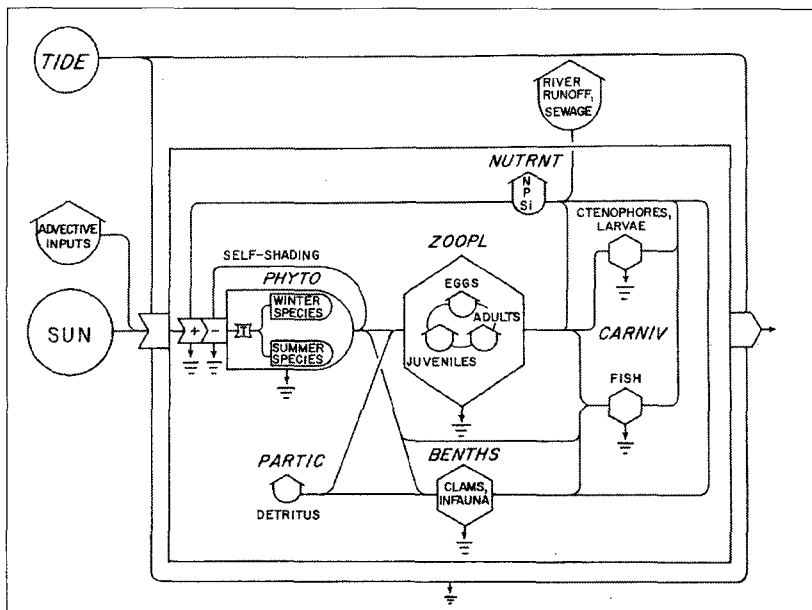 TIDE
RIVER
RUNOFF,
SEWAGE
NUTRNT
N
P
Si
CTENOPHORES,
LARVAE
ADVECTIVE
INPUTS
SELF-SHADING
ZOOPL
PHYTO
EGGS
WINTER
SPECIES
ADULTS
SUN
+
-
T
SUMMER
SPECIES
JUVENILES
CARNIV
FISH
PARTIC
BENTHS
CLAMS,
INFAUNA
DETRITUS